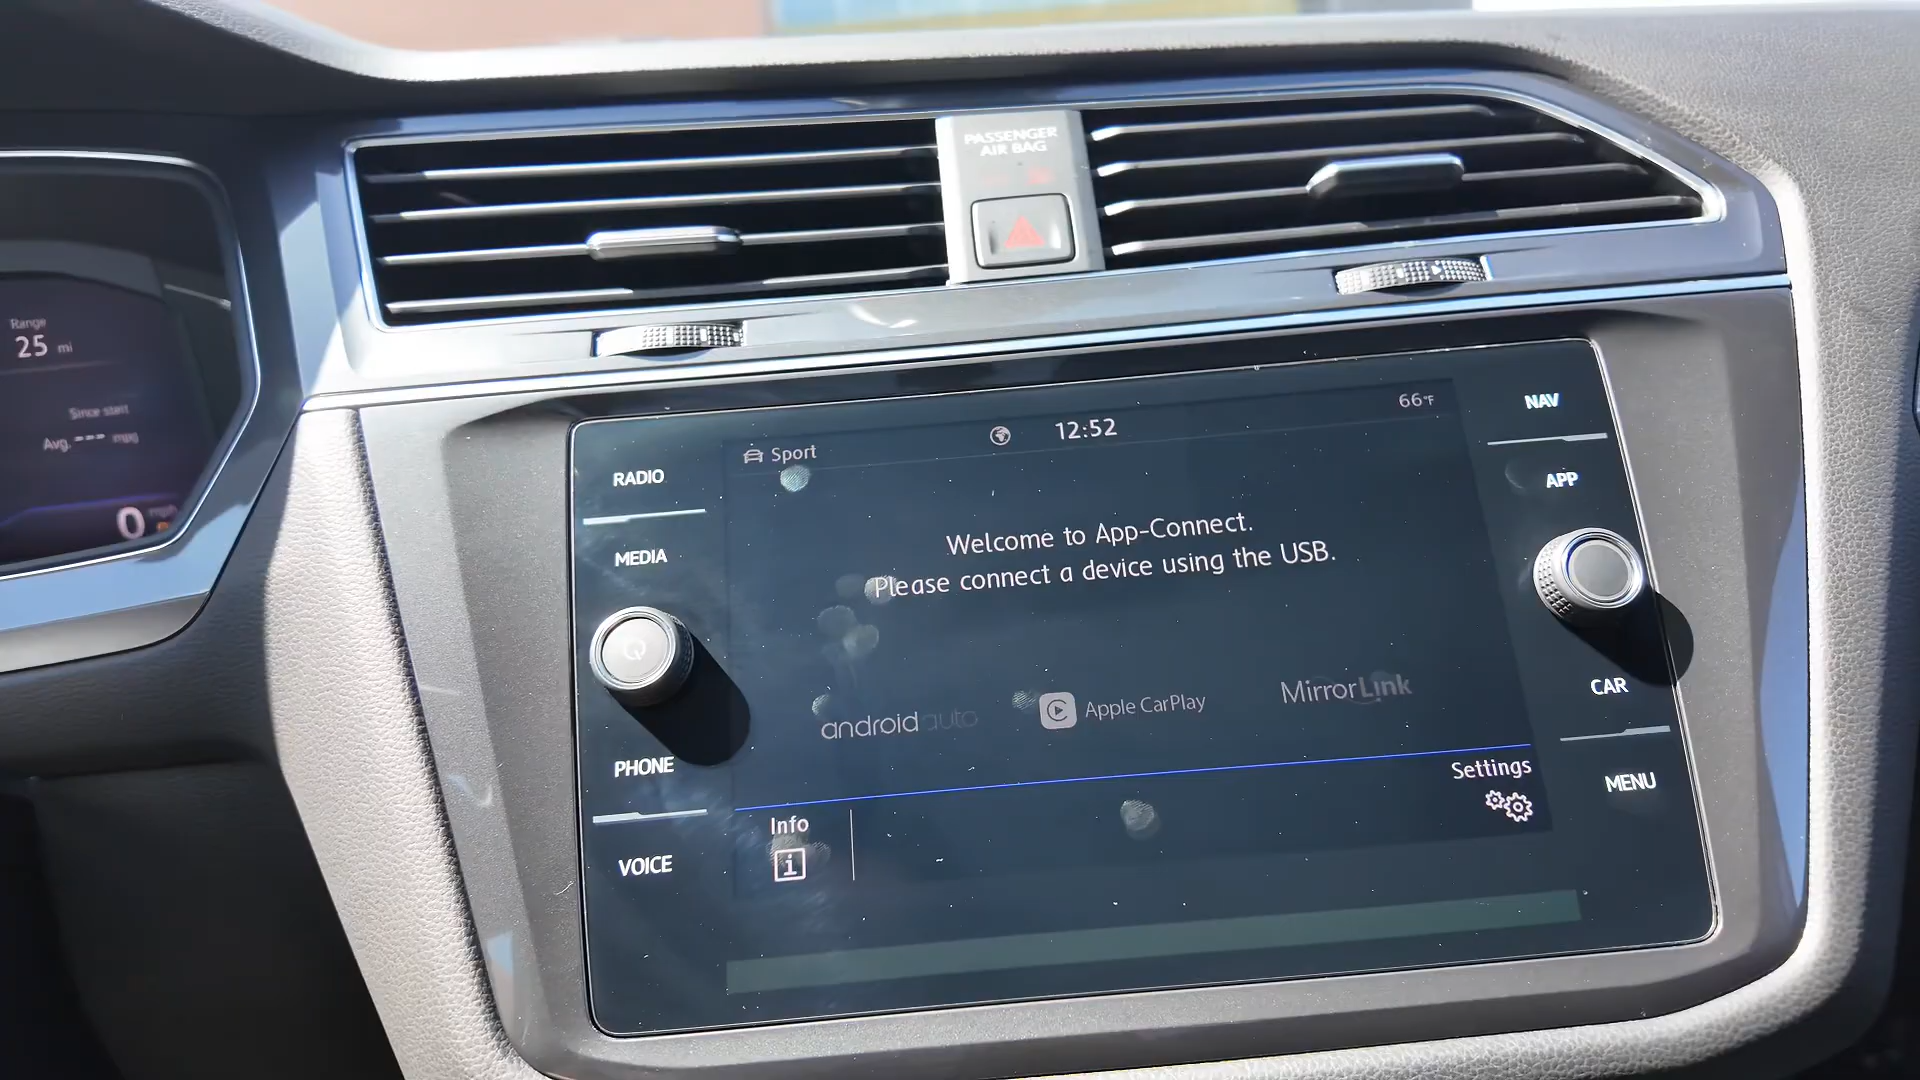 PASSENGER
AIR BAG
Range
25 mi
Since start
Avg. --- mpg
0 mph
RADIO
MEDIA
PHONE
VOICE
Sport
12:52
66°F
Welcome to App-Connect.
Please connect a device using the USB.
android auto
Apple CarPlay
MirrorLink
Info
i
Settings
NAV
APP
CAR
MENU